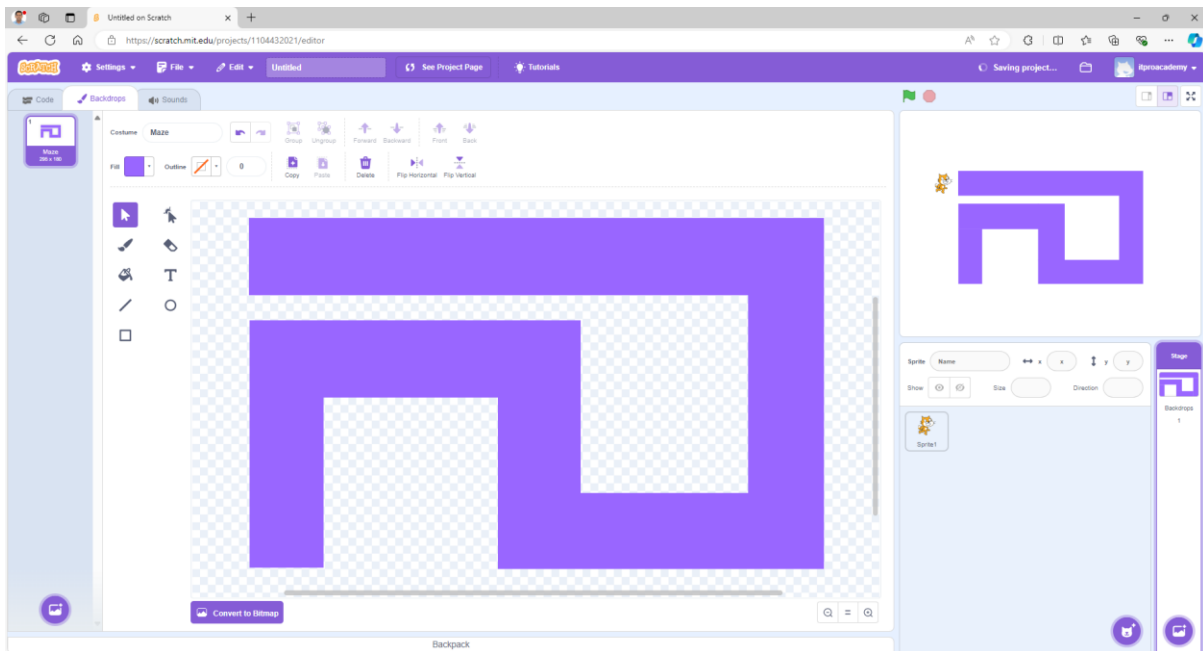 Untitled on Scratch
https://scratch.mit.edu/projects/1104432021/editor
SCRATCH Settings File Edit Untitled See Project Page Tutorials Saving project... itproacademy
Code Backdrops Sounds
1
Maze
Costume Maze Group Ungroup Forward Backward Front Back
Fill Outline 0 Copy Paste Delete Flip Horizontal Flip Vertical
T
Convert to Bitmap
Backpack
Sprite Name x x y y
Show Size Direction
Sprite1
Stage
Backdrops
1